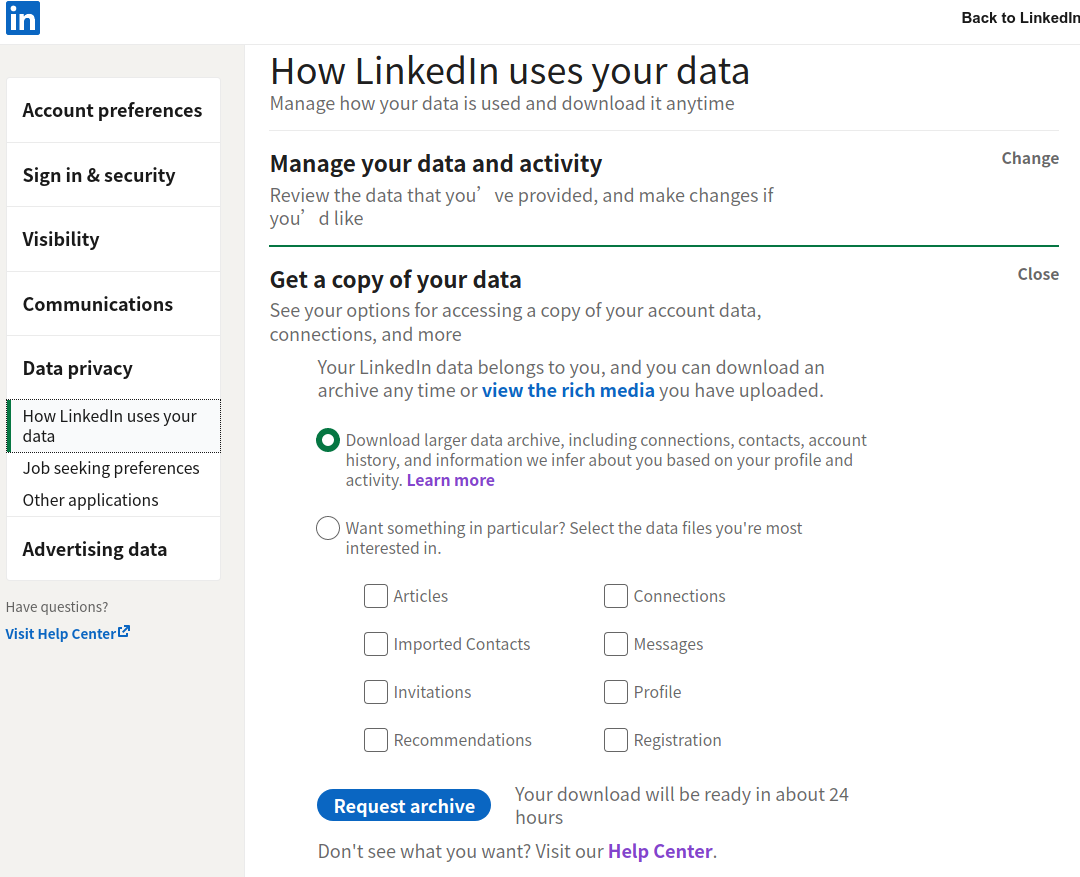 in
Back to LinkedIn
Account preferences
Sign in & security
Visibility
Communications
Data privacy
How LinkedIn uses your
data
Job seeking preferences
Other applications
Advertising data
Have questions?
Visit Help Center
How LinkedIn uses your data
Manage how your data is used and download it anytime
Manage your data and activity
Change
Review the data that you’ve provided, and make changes if
you’d like
Get a copy of your data
Close
See your options for accessing a copy of your account data,
connections, and more
Your LinkedIn data belongs to you, and you can download an
archive any time or view the rich media you have uploaded.
Download larger data archive, including connections, contacts, account
history, and information we infer about you based on your profile and
activity. Learn more
Want something in particular? Select the data files you're most
interested in.
Articles
Connections
Imported Contacts
Messages
Invitations
Profile
Recommendations
Registration
Request archive
Your download will be ready in about 24
hours
Don't see what you want? Visit our Help Center.